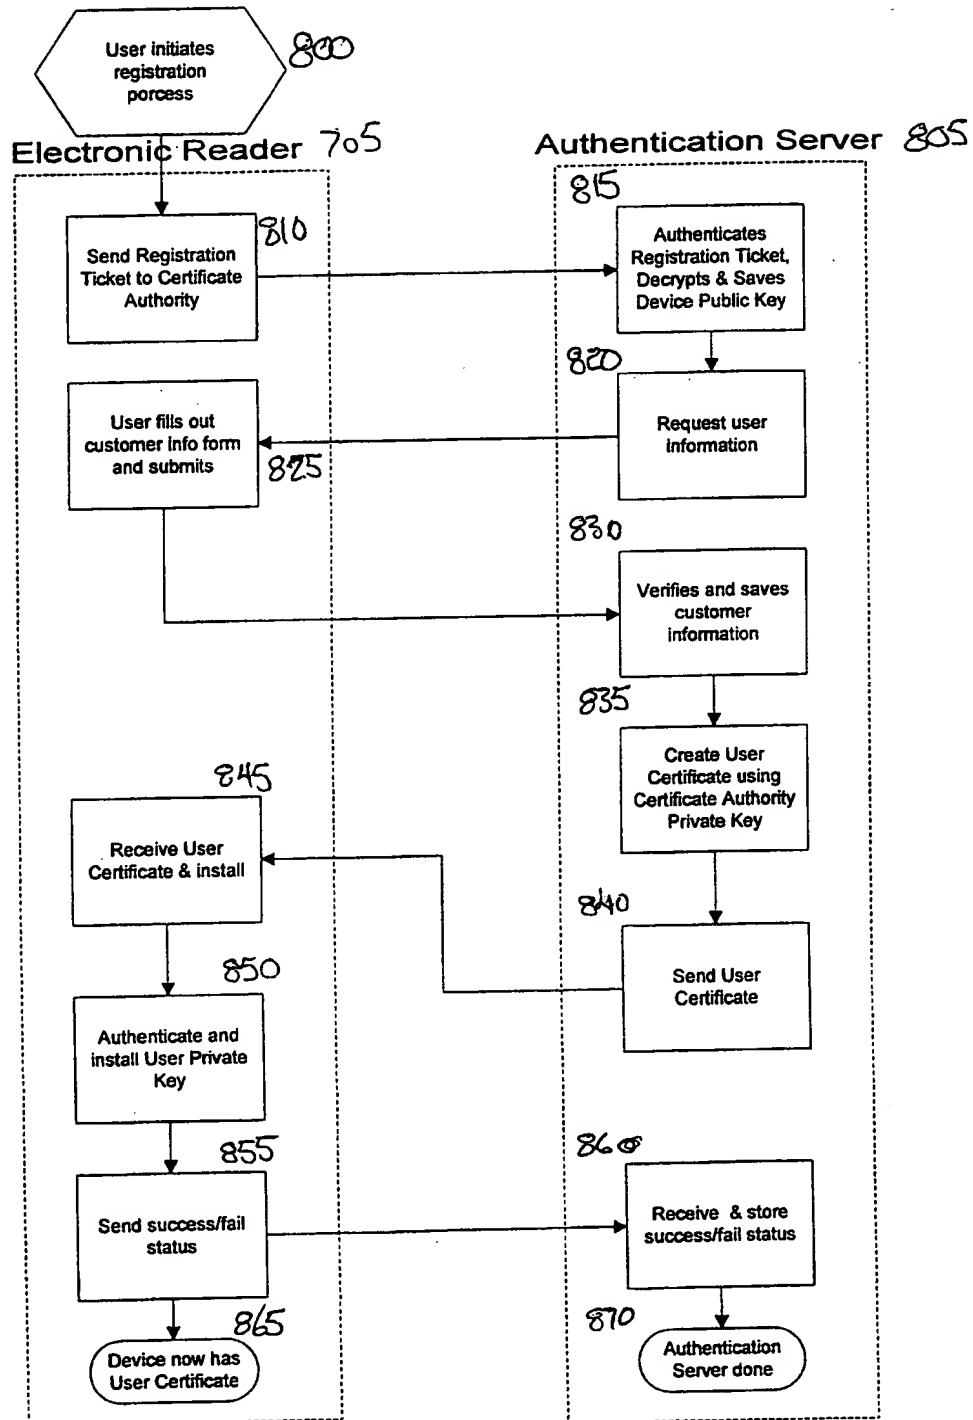 User initiates
registration
porcess
800
Electronic Reader 705
Authentication Server 805
810
Send Registration
Ticket to Certificate
Authority
815
Authenticates
Registration Ticket,
Decrypts & Saves
Device Public Key
820
Request user
information
User fills out
customer info form
and submits
825
830
Verifies and saves
customer
information
835
Create User
Certificate using
Certificate Authority
Private Key
840
Send User
Certificate
845
Receive User
Certificate & install
850
Authenticate and
install User Private
Key
855
Send success/fail
status
860
Receive & store
success/fail status
865
Device now has
User Certificate
870
Authentication
Server done